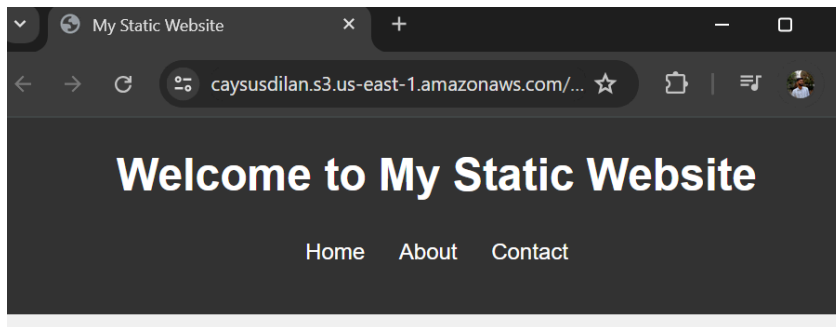 My Static Website
caysusdilan.s3.us-east-1.amazonaws.com/...
Welcome to My Static Website
Home About Contact